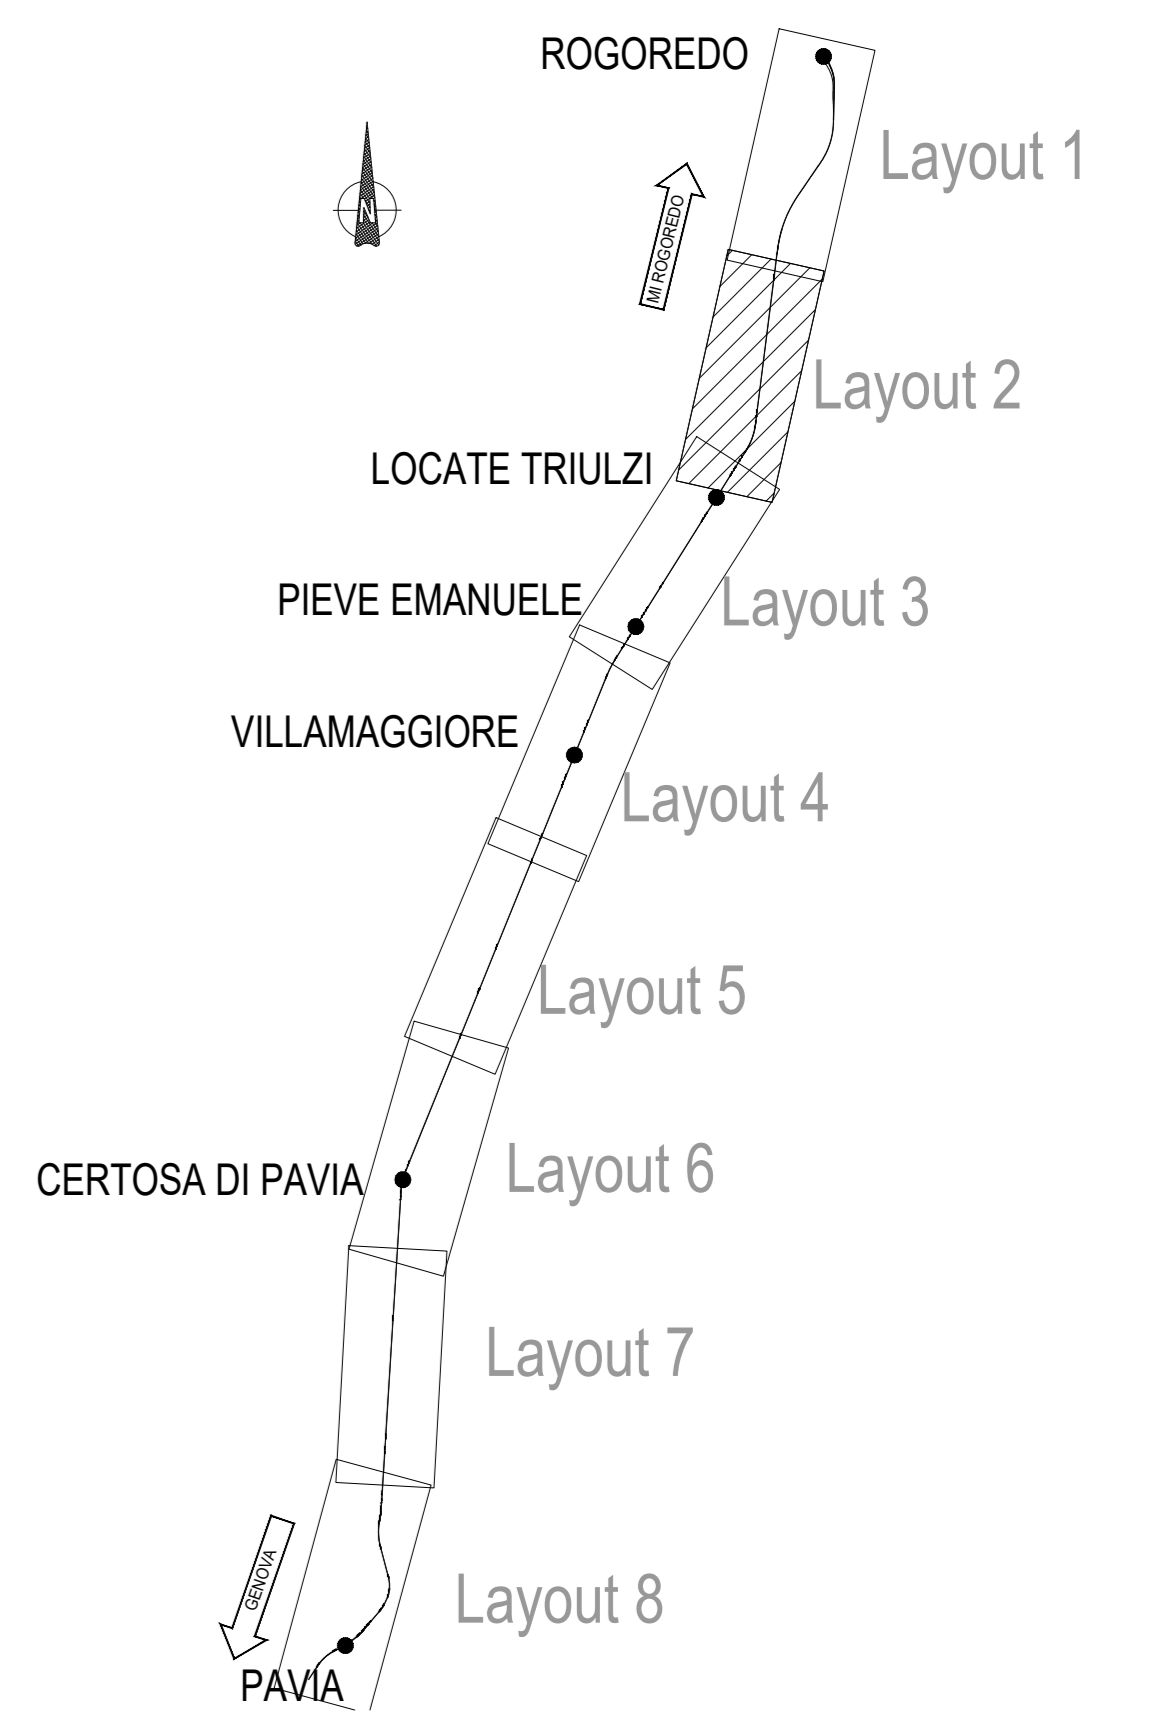 ROGOREDO
Layout 1
N
MI ROGOREDO
Layout 2
LOCATE TRIULZI
PIEVE EMANUELE
Layout 3
VILLAMAGGIORE
Layout 4
Layout 5
CERTOSA DI PAVIA
Layout 6
Layout 7
GENOVA
Layout 8
PAVIA